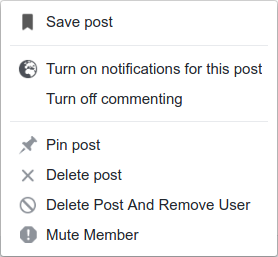 Save post
Turn on notifications for this post
Turn off commenting
Pin post
Delete post
Delete Post And Remove User
Mute Member